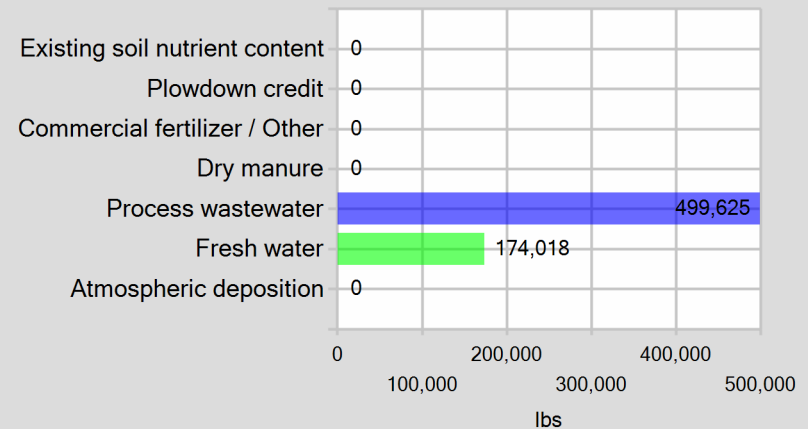 Existing soil nutrient content 0
Plowdown credit 0
Commercial fertilizer / Other 0
Dry manure 0
Process wastewater 499,625
Fresh water 174,018
Atmospheric deposition 0
0 200,000 400,000
100,000 300,000 500,000
lbs